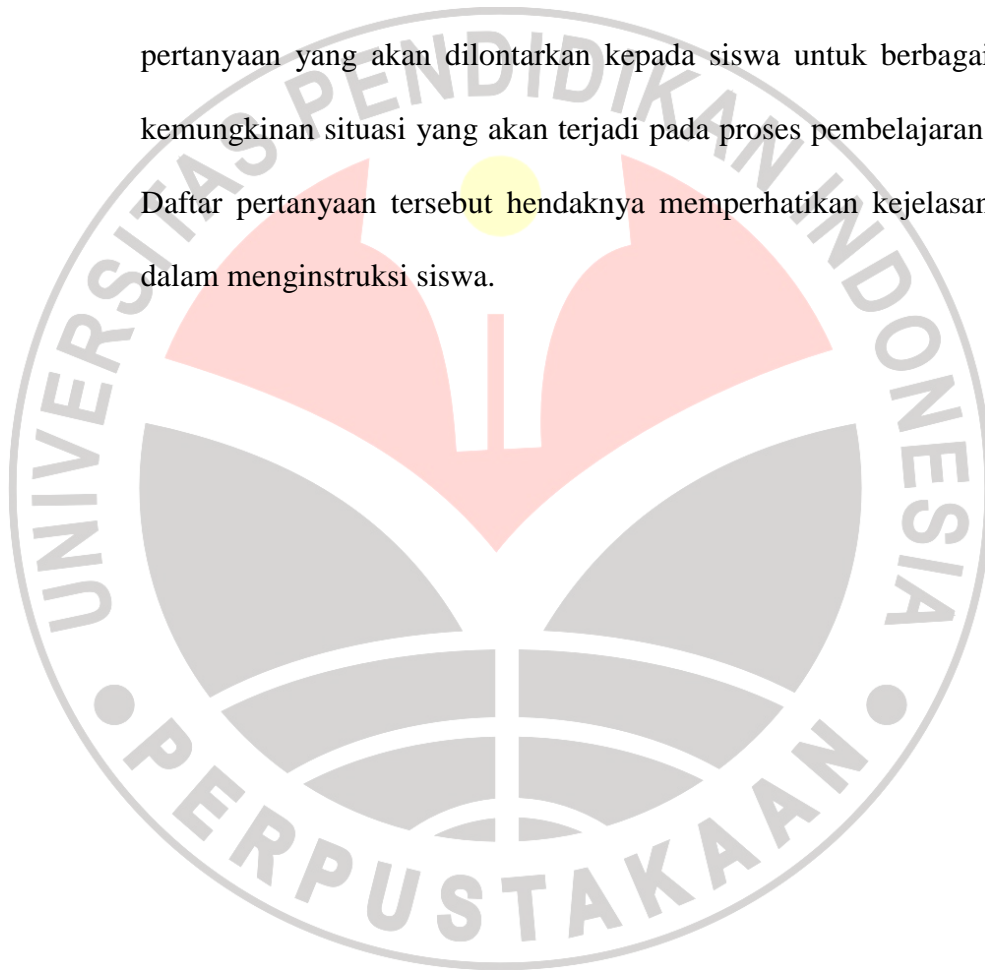 pertanyaan yang akan dilontarkan kepada siswa untuk berbagai
kemungkinan situasi yang akan terjadi pada proses pembelajaran
Daftar pertanyaan tersebut hendaknya memperhatikan kejelasan
dalam menginstruksi siswa.
UNIVERSITAS PENDIDIKAN INDONESIA
PERPUSTAKAAN